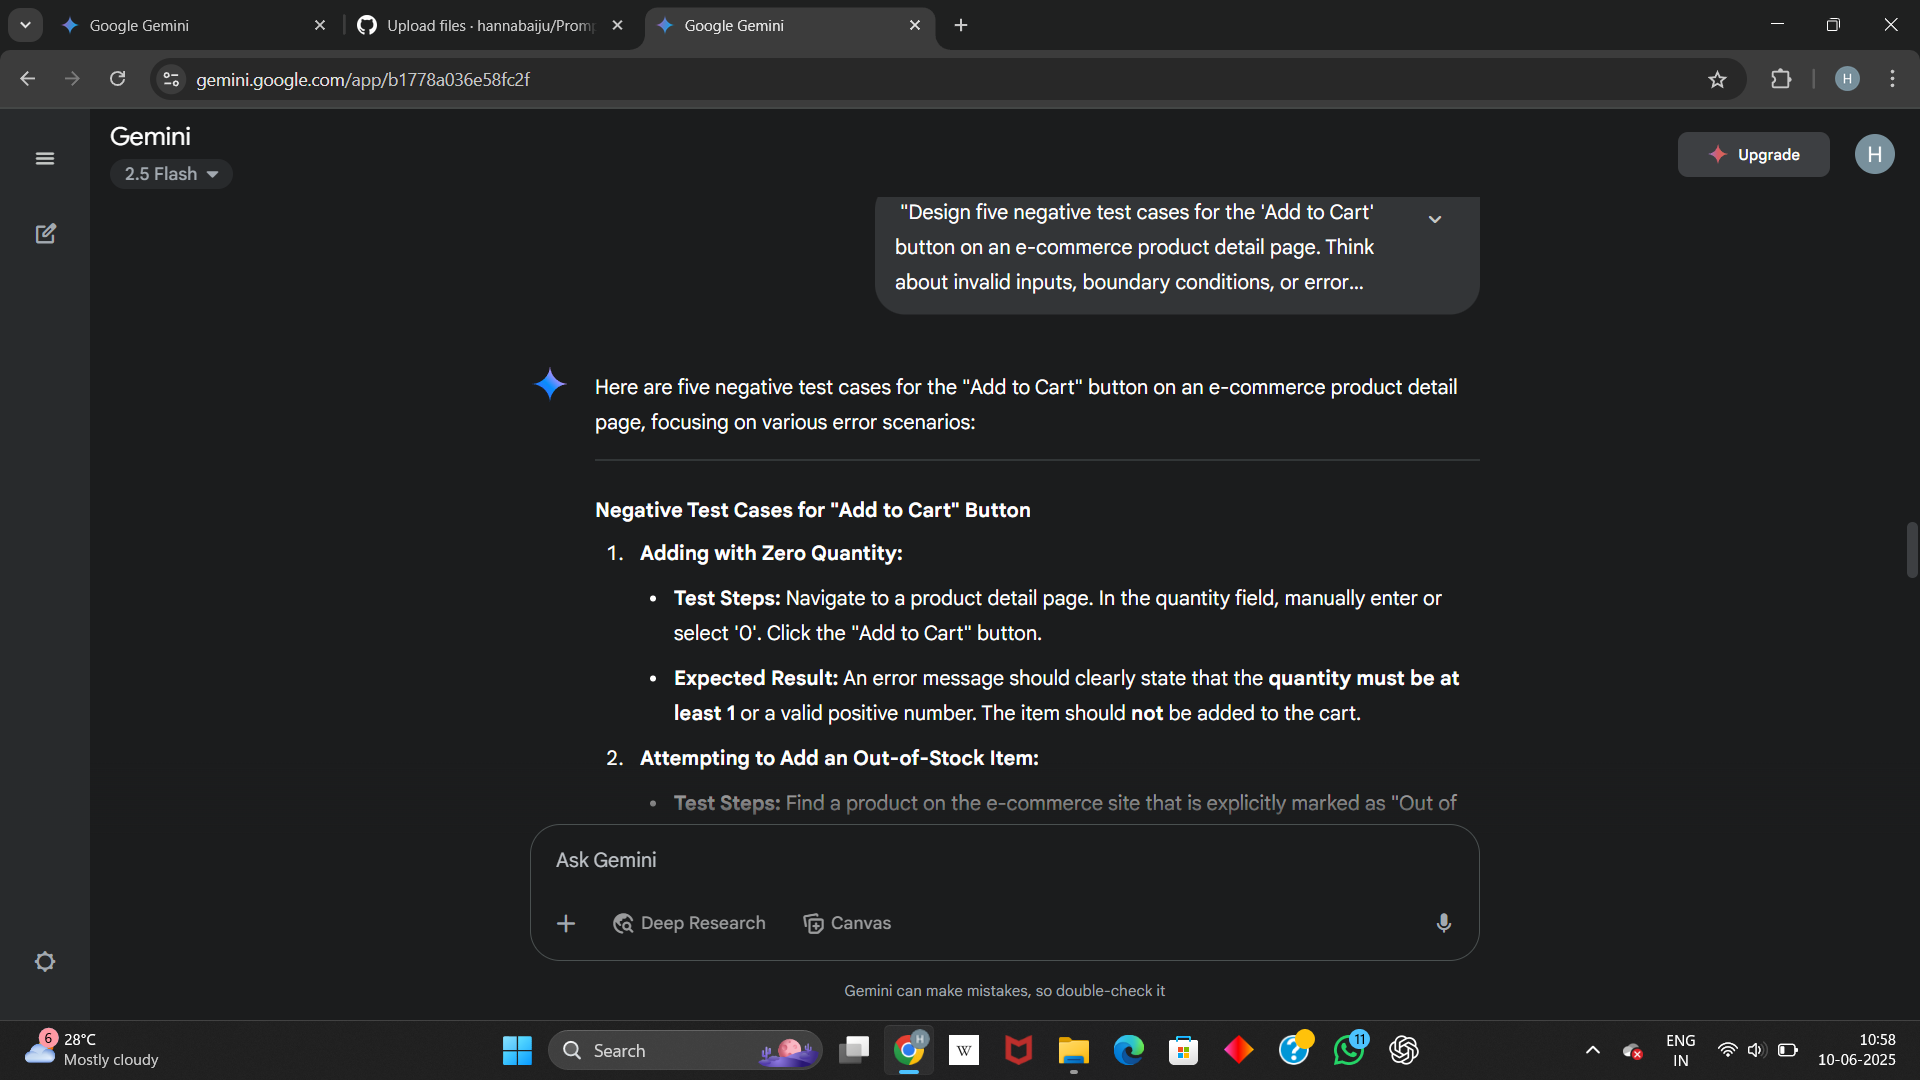 Google Gemini
Upload files · hannabaiju/Promp
Google Gemini
gemini.google.com/app/b1778a036e58fc2f
H
Gemini
2.5 Flash
Upgrade
H
"Design five negative test cases for the 'Add to Cart'
button on an e-commerce product detail page. Think
about invalid inputs, boundary conditions, or error...
Here are five negative test cases for the "Add to Cart" button on an e-commerce product detail
page, focusing on various error scenarios:
Negative Test Cases for "Add to Cart" Button
1. Adding with Zero Quantity:
• Test Steps: Navigate to a product detail page. In the quantity field, manually enter or
select '0'. Click the "Add to Cart" button.
• Expected Result: An error message should clearly state that the quantity must be at
least 1 or a valid positive number. The item should not be added to the cart.
2. Attempting to Add an Out-of-Stock Item:
• Test Steps: Find a product on the e-commerce site that is explicitly marked as "Out of
Ask Gemini
Deep Research
Canvas
Gemini can make mistakes, so double-check it
6
28°C
Mostly cloudy
Search
H
W
?
11
ENG
IN
10:58
10-06-2025